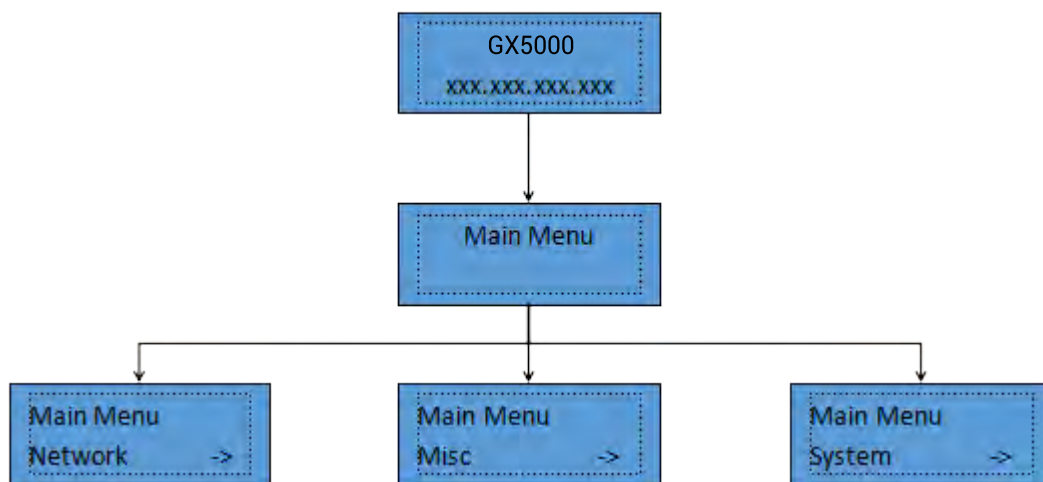 GX5000
xxx.xxx.xxx.xxx
Main Menu
Main Menu
Network ->
Main Menu
Misc ->
Main Menu
System ->